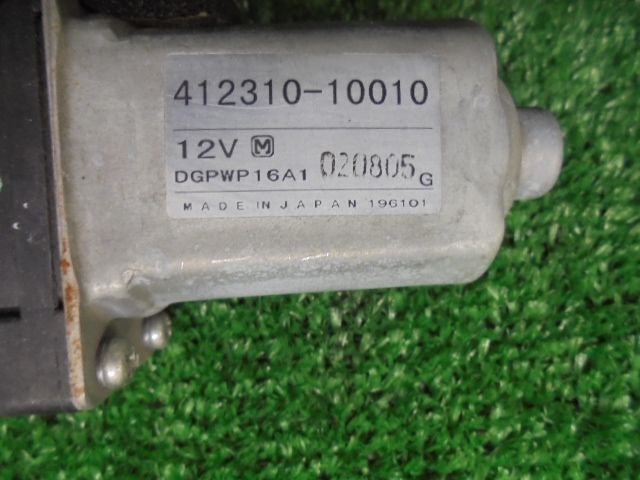 412310-10010
12V M
DGPWP16A1 020805 G
MADE IN JAPAN 196101